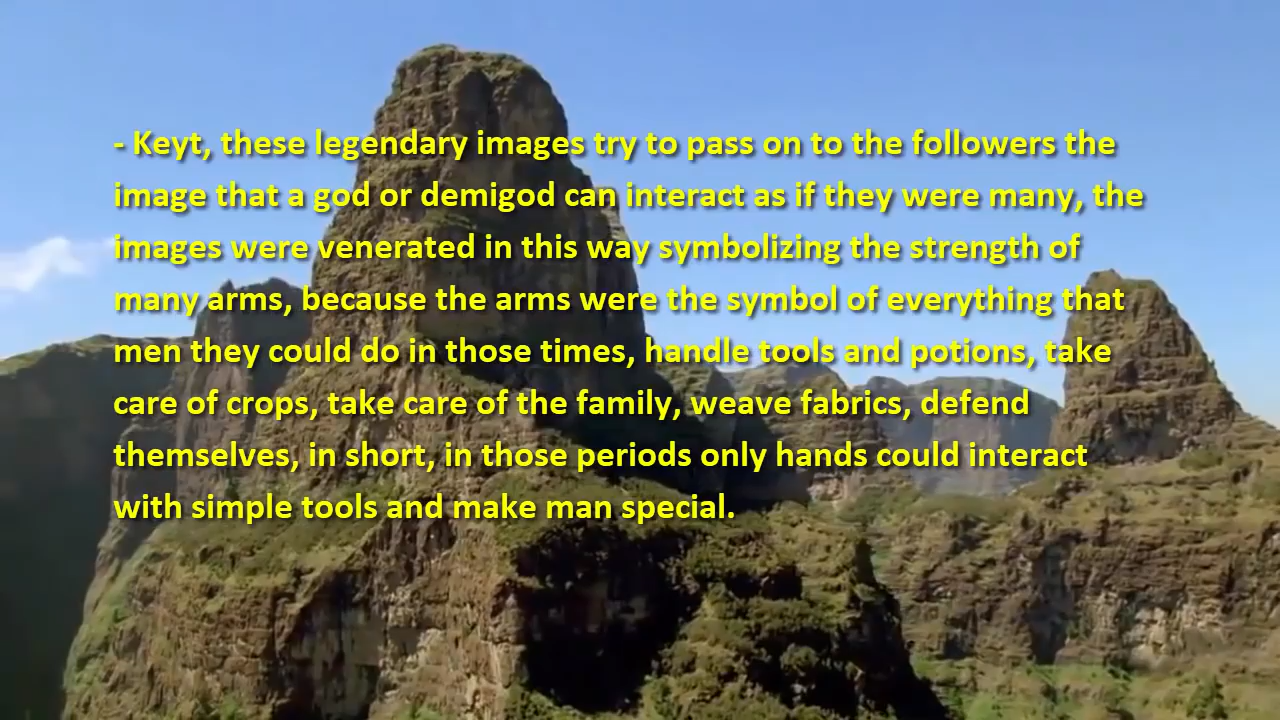 - Keyt, these legendary images try to pass on to the followers the
image that a god or demigod can interact as if they were many, the
images were venerated in this way symbolizing the strength of
many arms, because the arms were the symbol of everything that
men they could do in those times, handle tools and potions, take
care of crops, take care of the family, weave fabrics, defend
themselves, in short, in those periods only hands could interact
with simple tools and make man special.